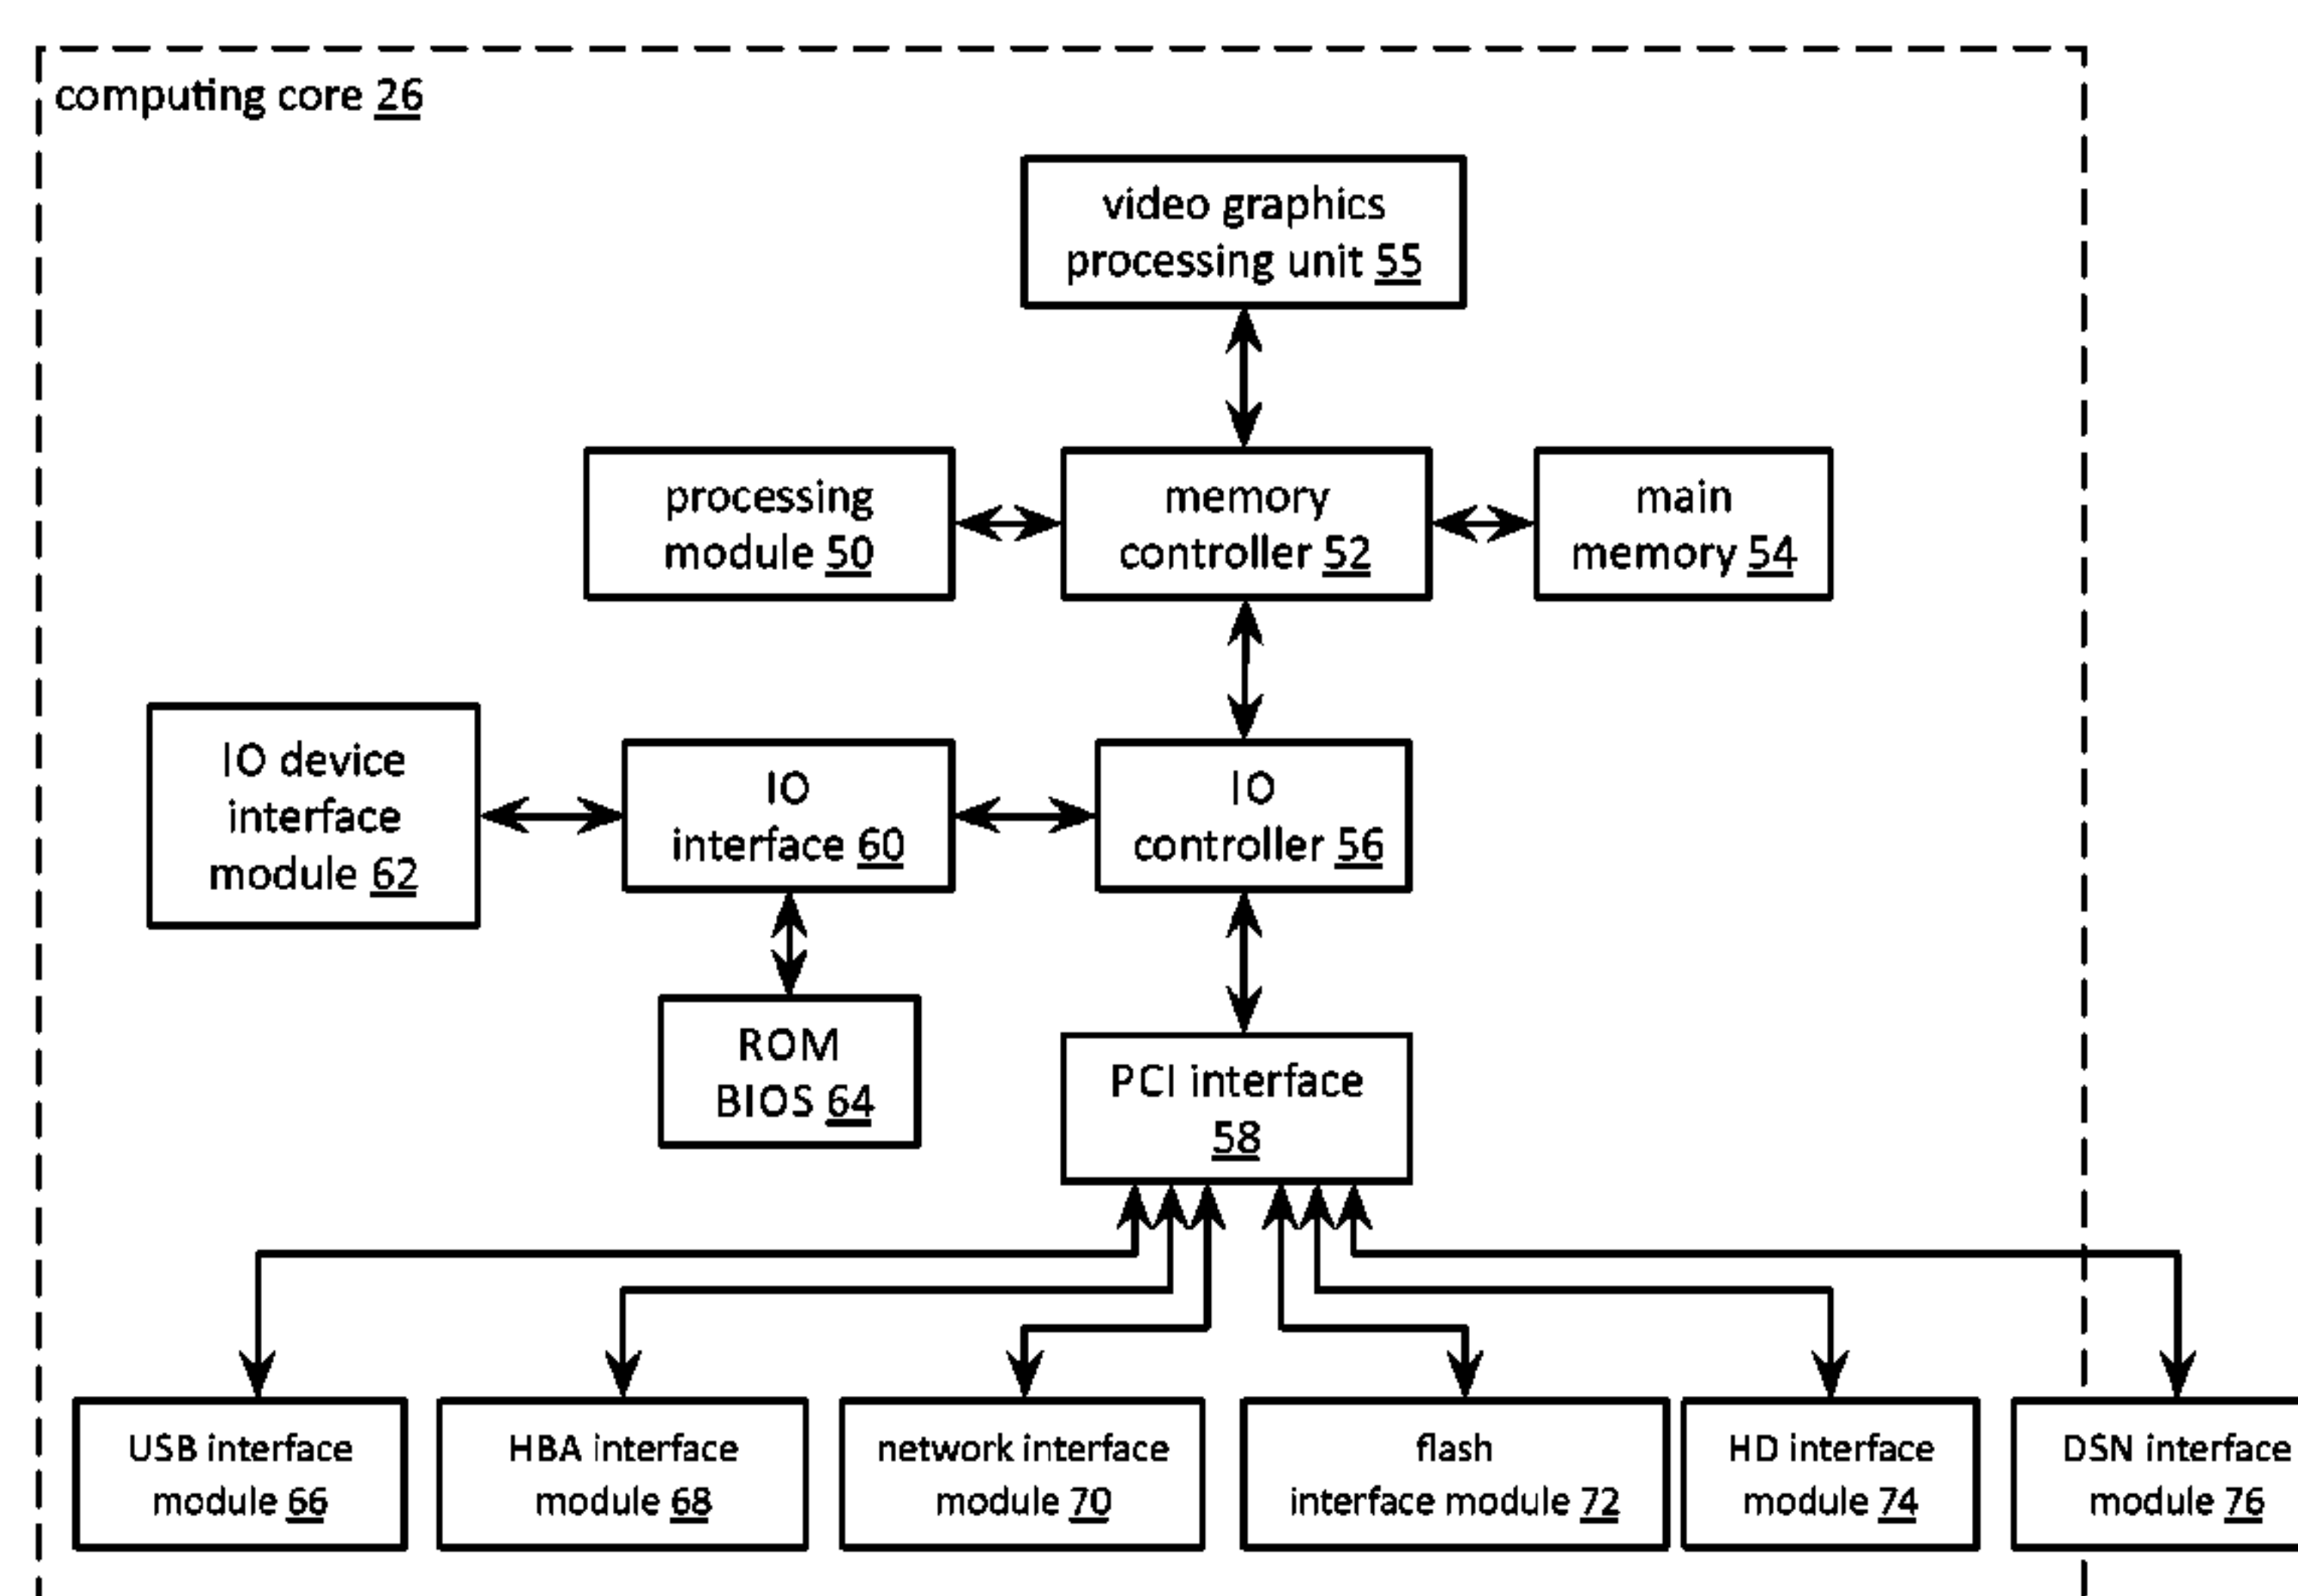 computing core 26
video graphics
processing unit 55
processing
module 50
memory
controller 52
main
memory 54
IO device
interface
module 62
IO
interface 60
IO
controller 56
ROM
BIOS 64
PCI interface
58
USB interface
module 66
HBA interface
module 68
network interface
module 70
flash
interface module 72
HD interface
module 74
DSN interface
module 76